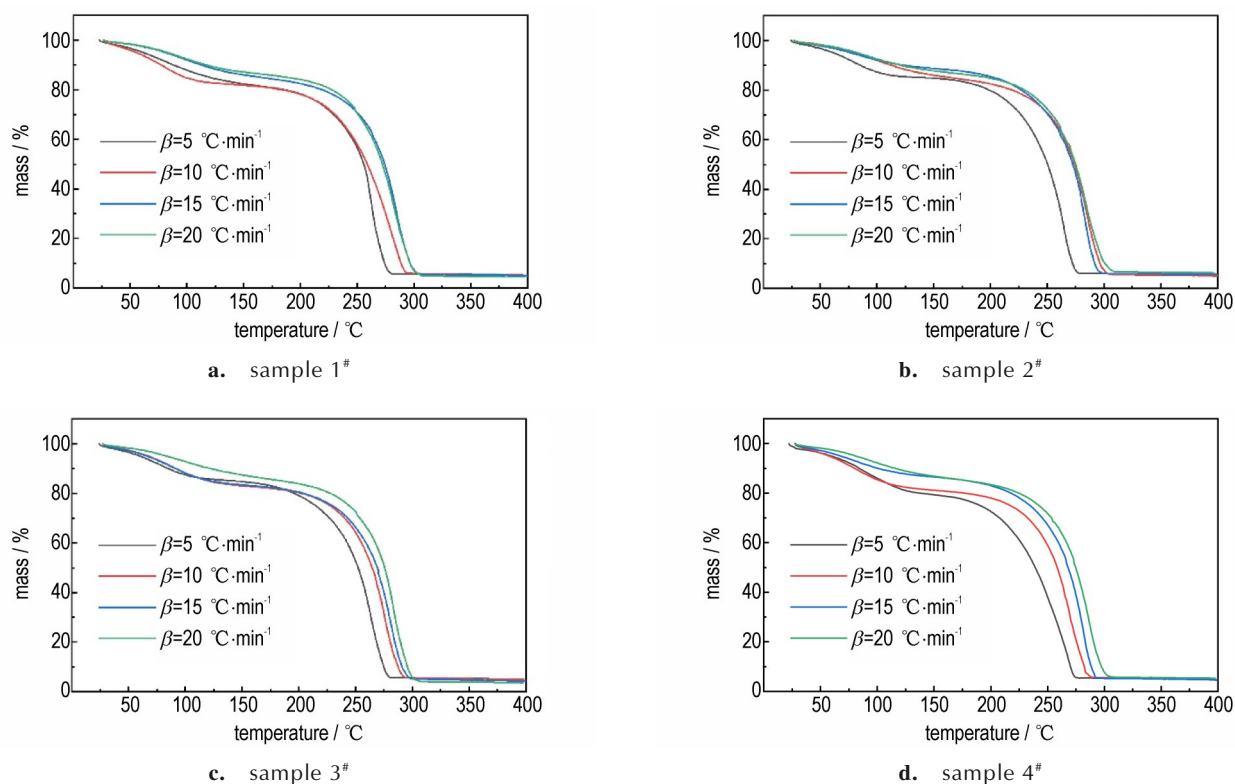 100
80
60
40
20
0
mass / %
β=5 ℃·min-1
β=10 ℃·min-1
β=15 ℃·min-1
β=20 ℃·min-1
50 100 150 200 250 300 350 400
temperature / ℃
a. sample 1#
100
80
60
40
20
0
mass / %
β=5 ℃·min-1
β=10 ℃·min-1
β=15 ℃·min-1
β=20 ℃·min-1
50 100 150 200 250 300 350 400
temperature / ℃
b. sample 2#
100
80
60
40
20
0
mass / %
β=5 ℃·min-1
β=10 ℃·min-1
β=15 ℃·min-1
β=20 ℃·min-1
50 100 150 200 250 300 350 400
temperature / ℃
c. sample 3#
100
80
60
40
20
0
mass / %
β=5 ℃·min-1
β=10 ℃·min-1
β=15 ℃·min-1
β=20 ℃·min-1
50 100 150 200 250 300 350 400
temperature / ℃
d. sample 4#